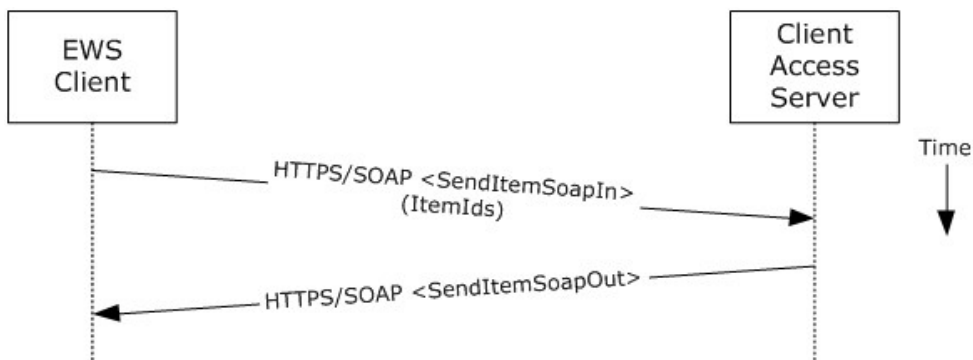 EWS
Client
Client
Access
Server
Time
HTTPS/SOAP <SendItemSoapIn>
(ItemIds)
HTTPS/SOAP <SendItemSoapOut>